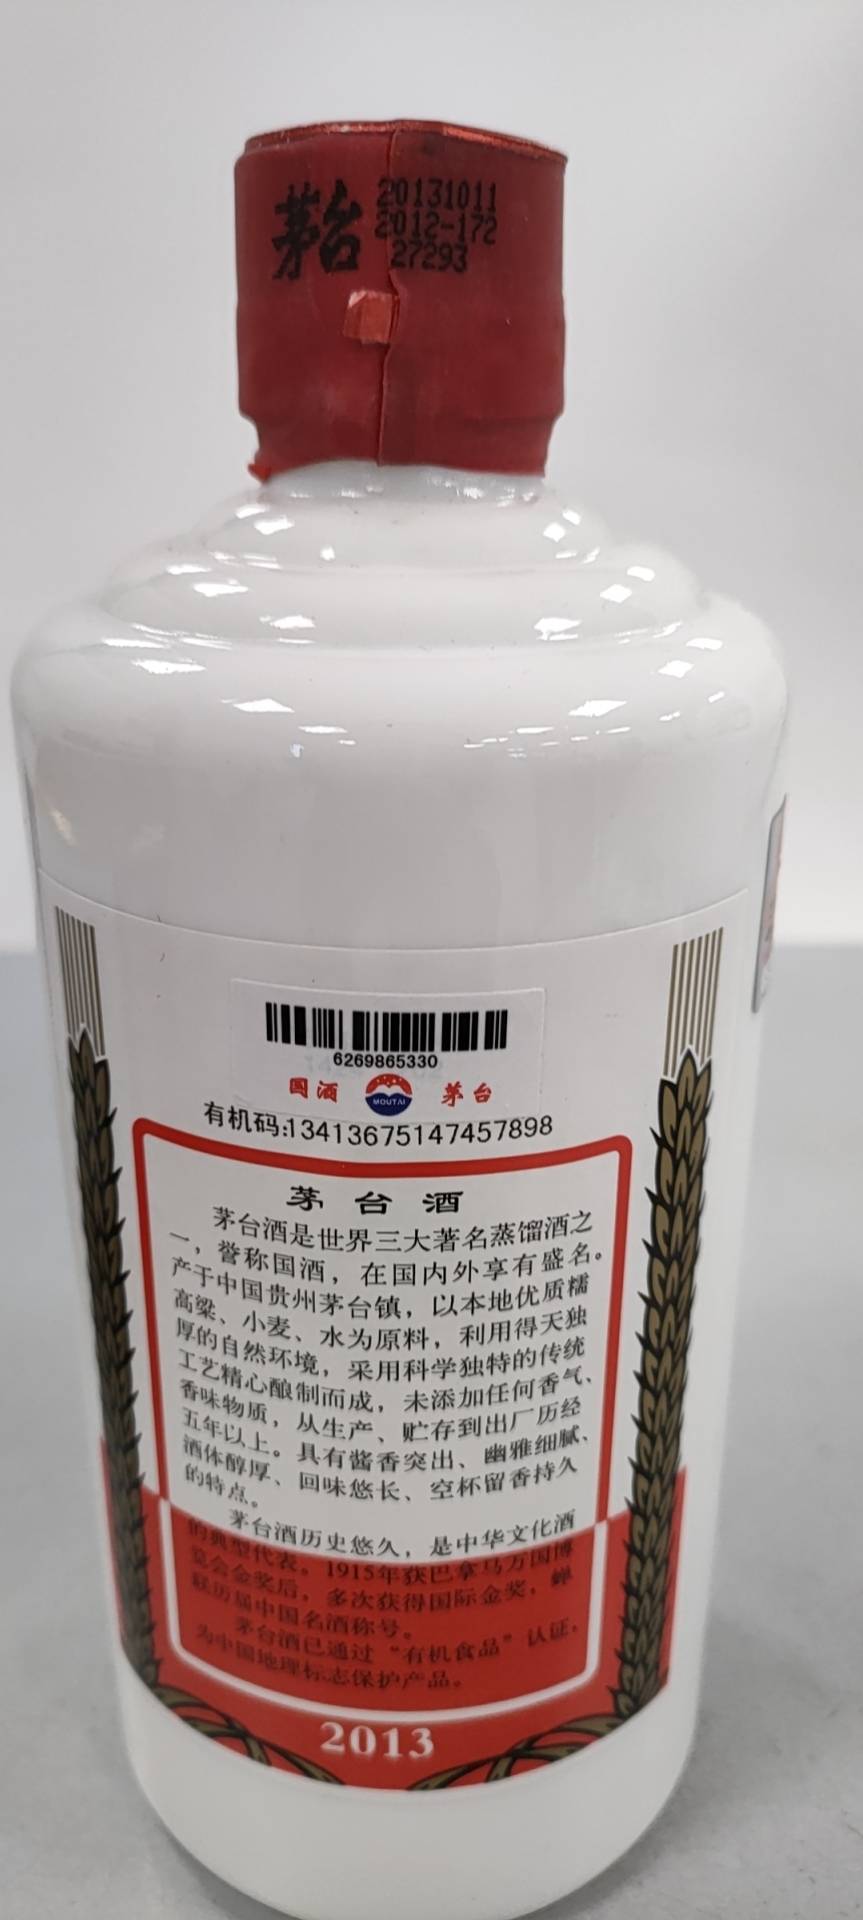 茅台
20131011
2012-172
27293
6269865330
国酒 MOUTAI 茅台
有机码:13413675147457898
茅台酒
茅台酒是世界三大著名蒸馏酒之
一，誉称国酒，在国内外享有盛名。
产于中国贵州茅台镇，以本地优质糯
高粱、小麦、水为原料，利用得天独
厚的自然环境，采用科学独特的传统
工艺精心酿制而成，未添加任何香气、
香味物质，从生产、贮存到出厂历经
五年以上。具有酱香突出、幽雅细腻、
酒体醇厚、回味悠长、空杯留香持久
的特点。
茅台酒历史悠久，是中华文化酒
的典型代表。1915年获巴拿马万国博
览会金奖后，多次获得国际金奖，蝉
联历届中国名酒称号。
茅台酒已通过“有机食品”认证，
为中国地理标志保护产品。
2013